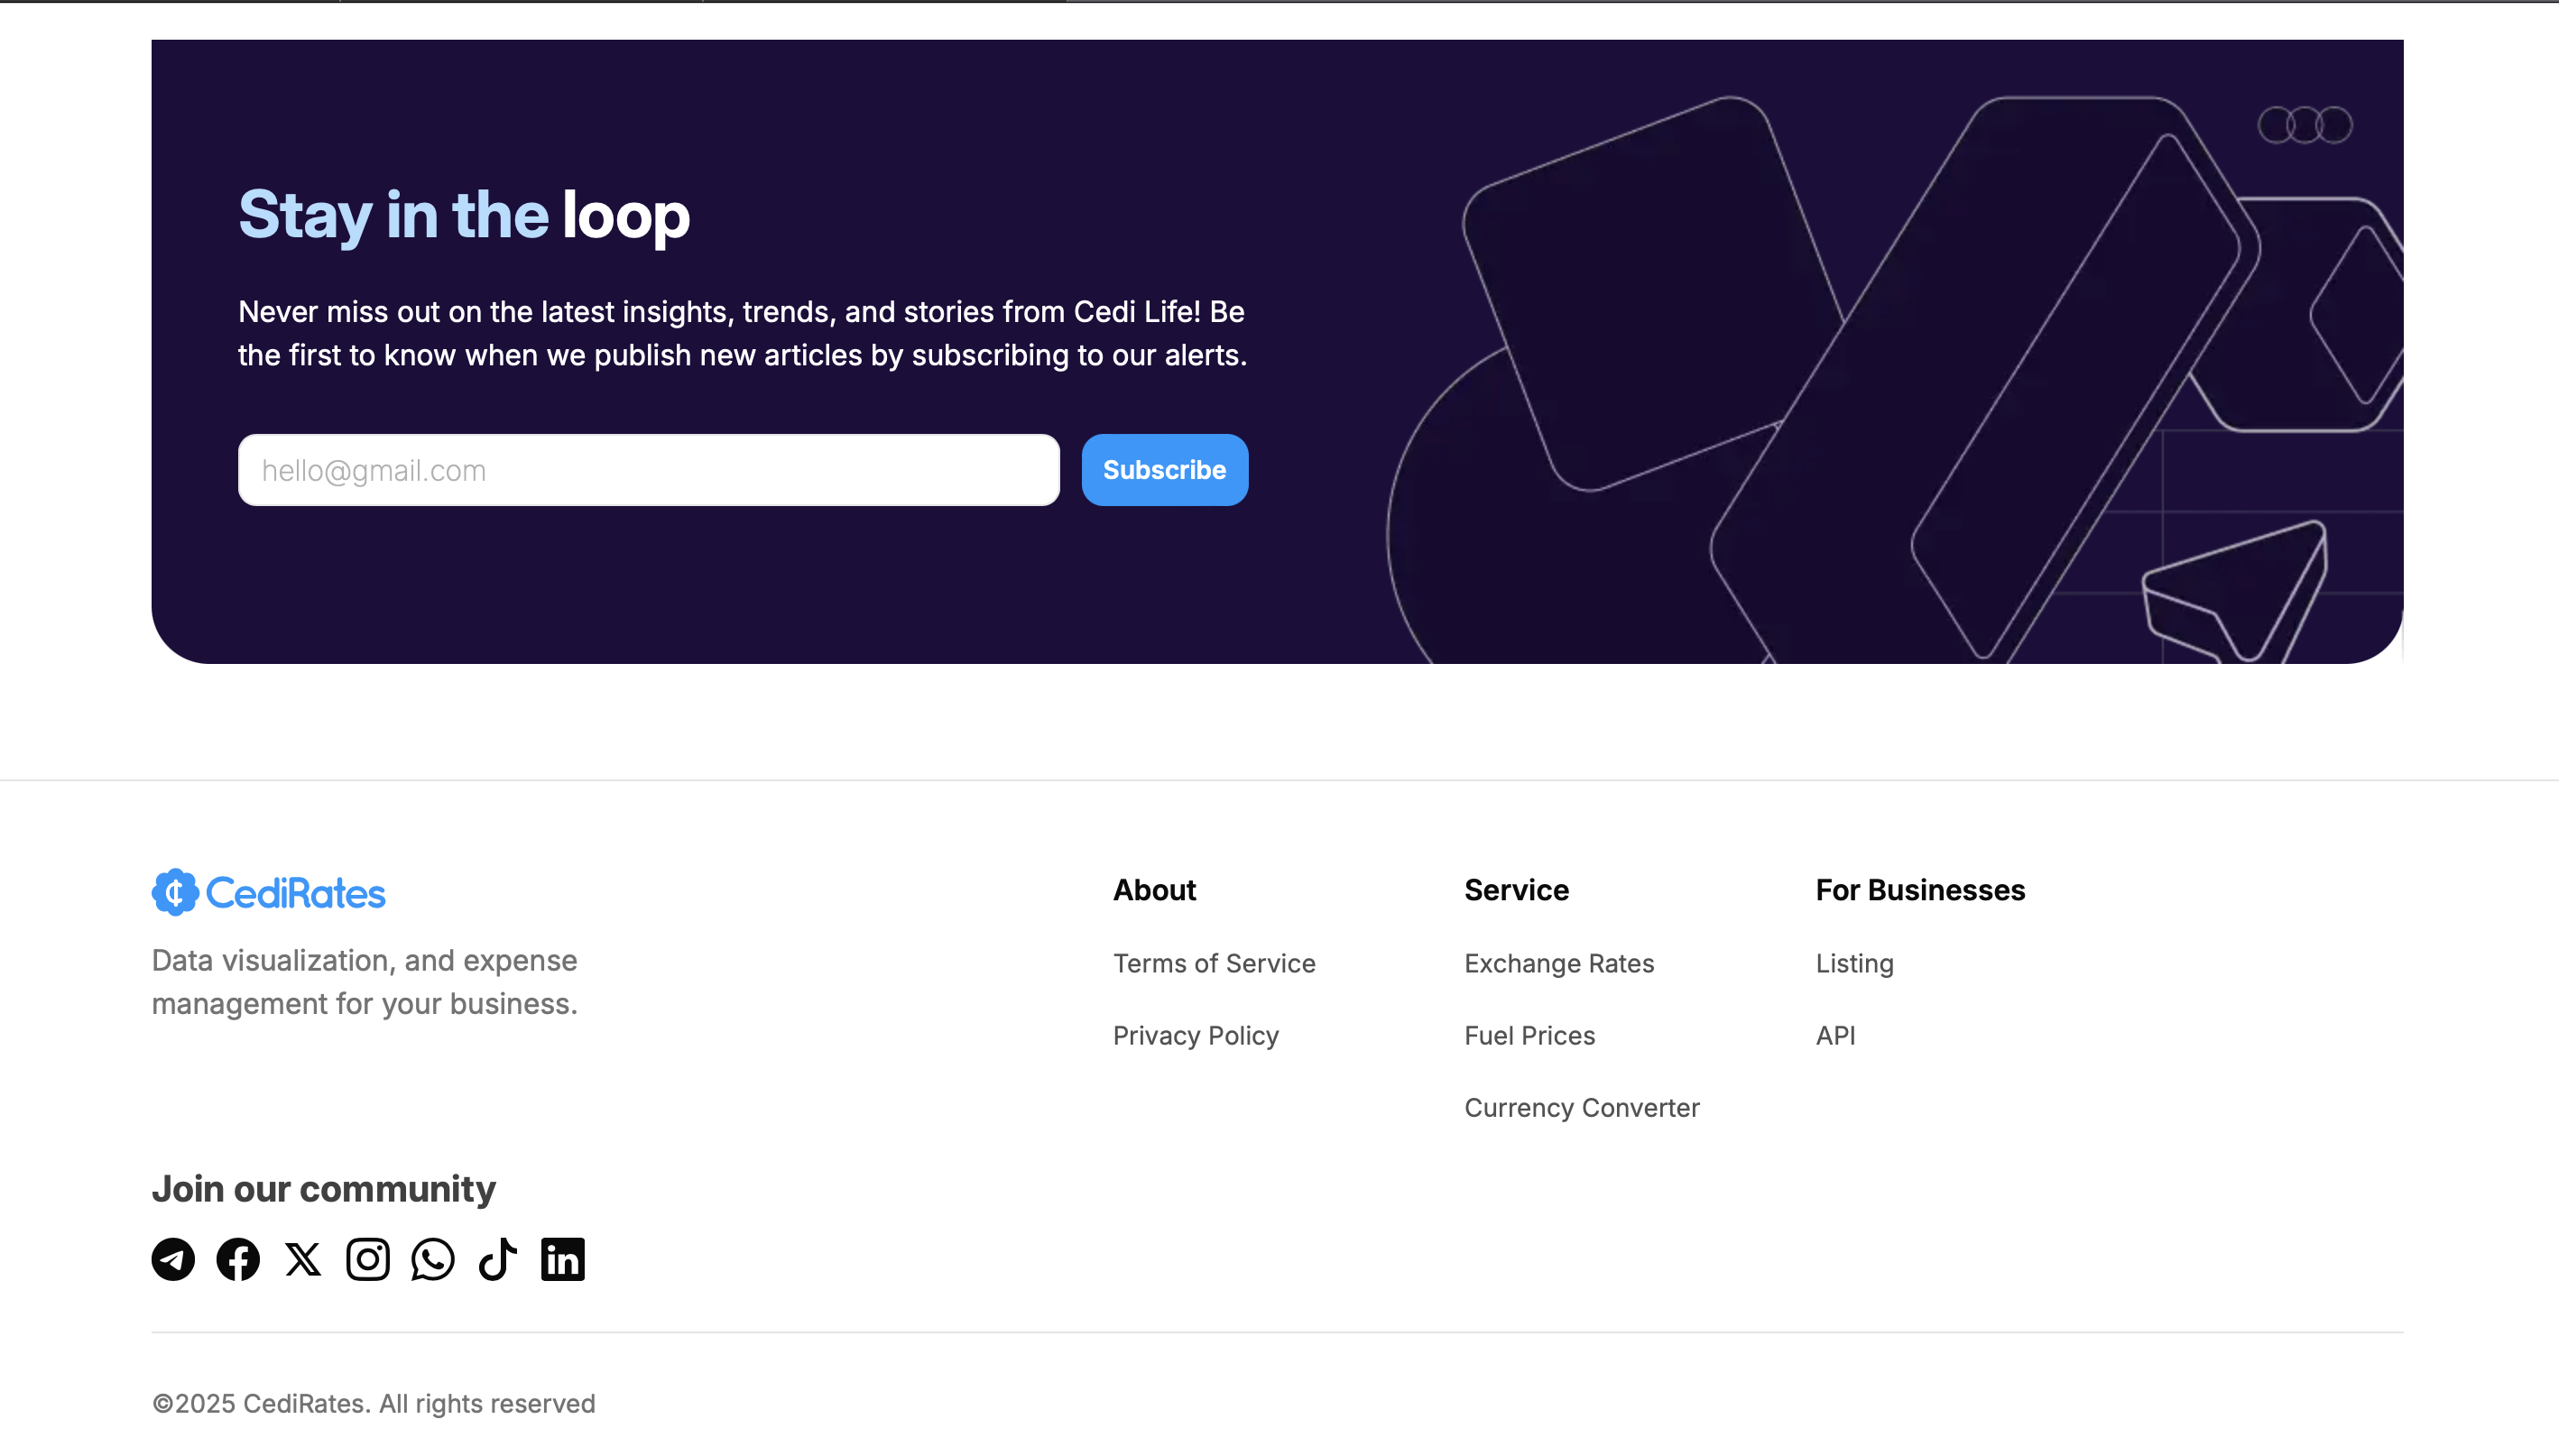 Stay in the loop
Never miss out on the latest insights, trends, and stories from Cedi Life! Be
the first to know when we publish new articles by subscribing to our alerts.
hello@gmail.com
Subscribe
CediRates
Data visualization, and expense
management for your business.
About
Terms of Service
Privacy Policy
Service
Exchange Rates
Fuel Prices
Currency Converter
For Businesses
Listing
API
Join our community
©2025 CediRates. All rights reserved